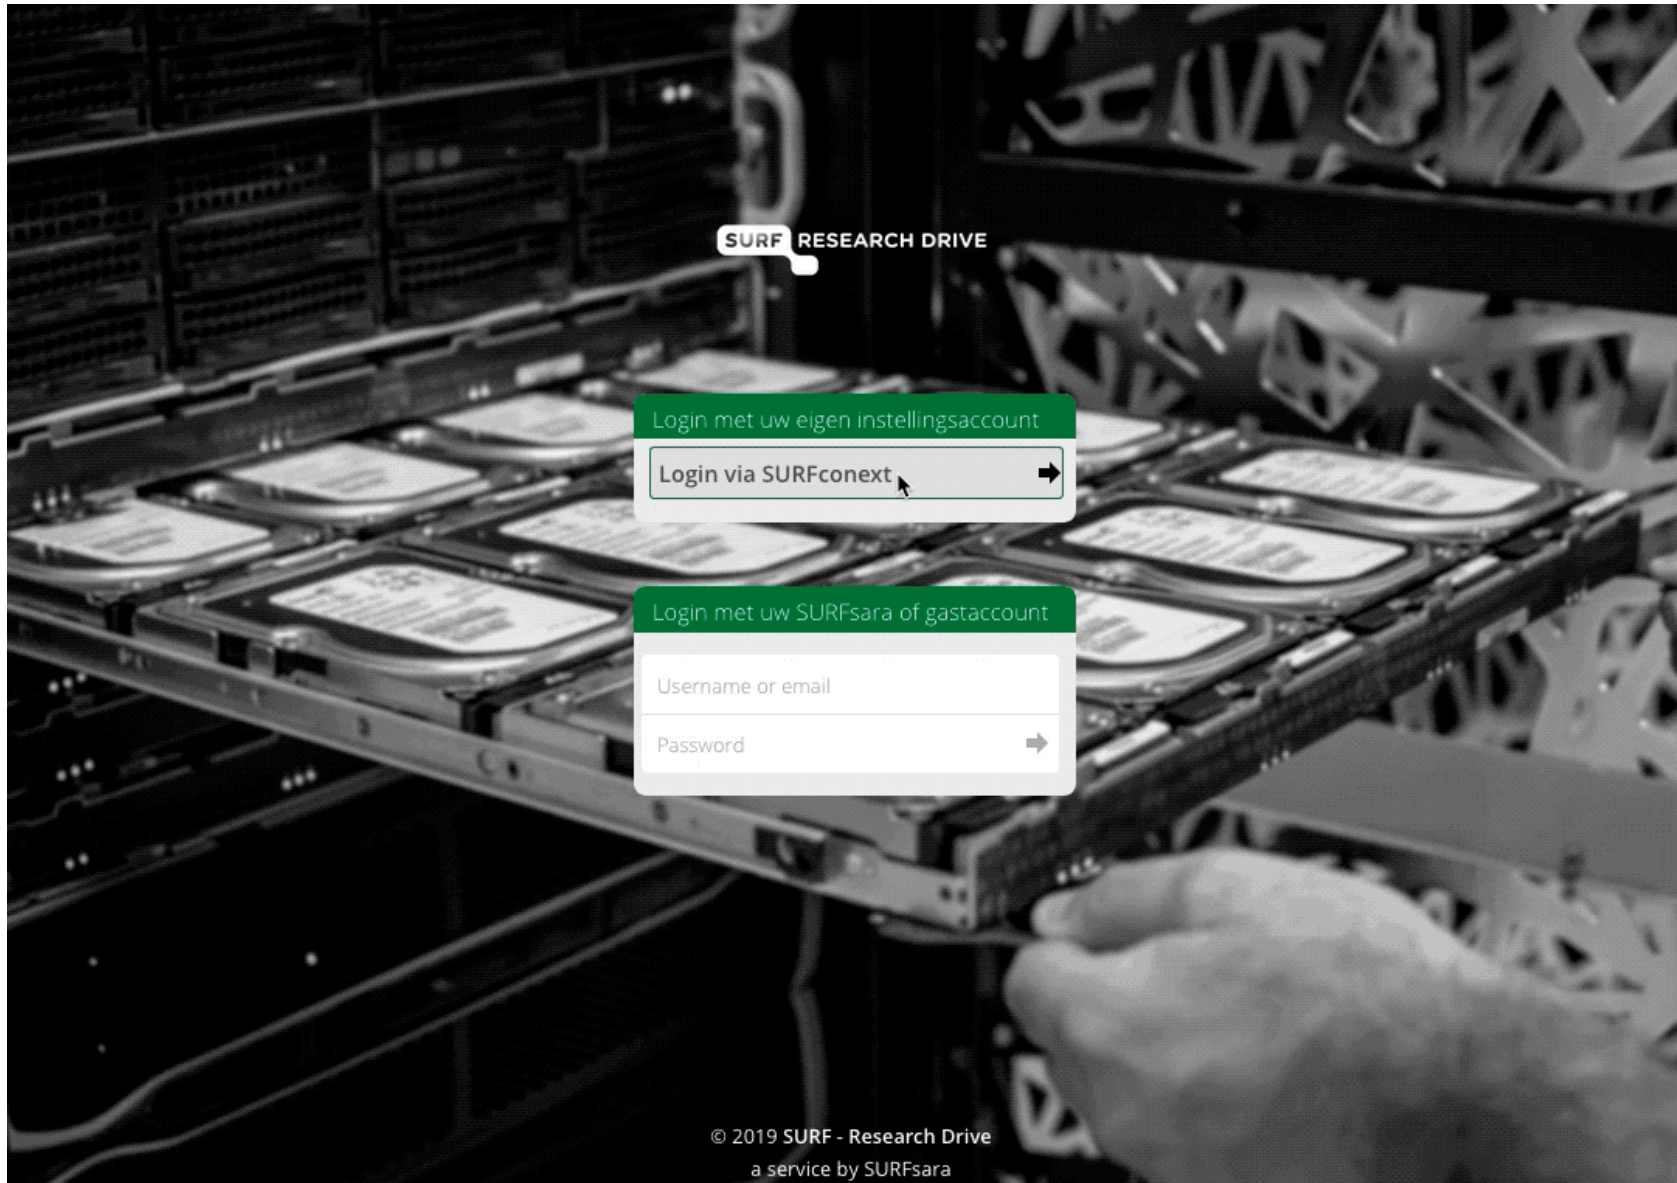 SURF RESEARCH DRIVE
Login met uw eigen instellingsaccount
Login via SURFconext
Login met uw SURFsara of gastaccount
Username or email
Password
© 2019 SURF - Research Drive
a service by SURFsara